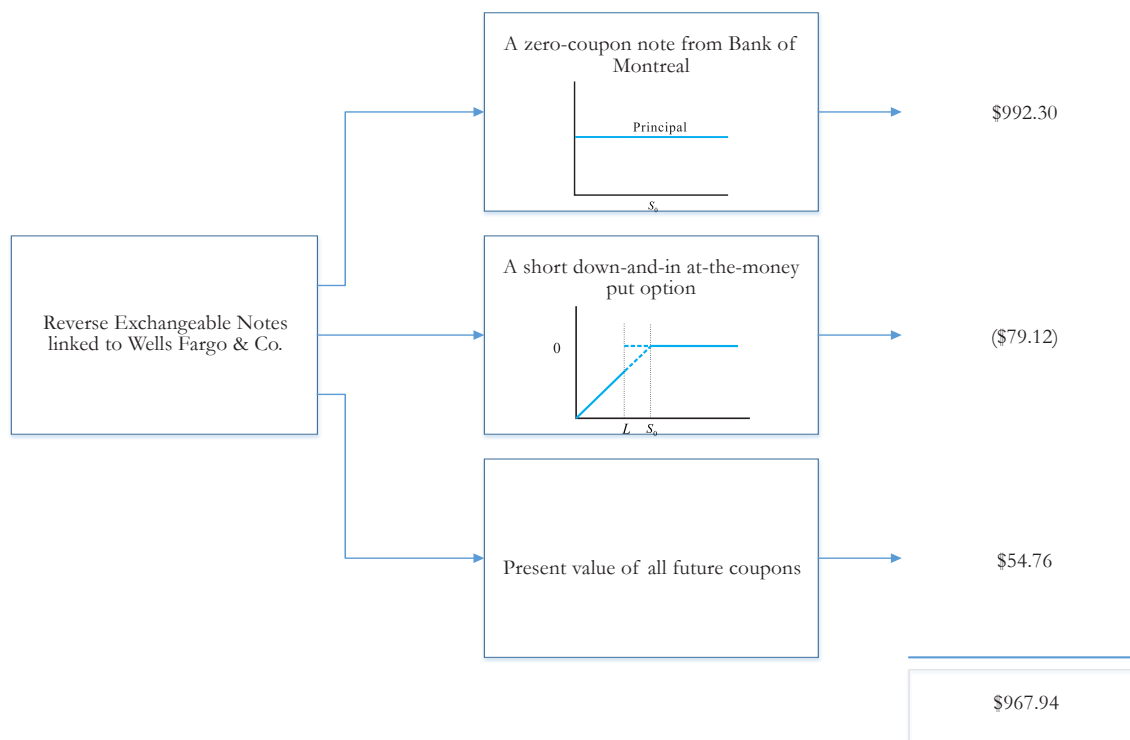 A zero-coupon note from Bank of
Montreal
Principal
S₀
$992.30
Reverse Exchangeable Notes
linked to Wells Fargo & Co.
A short down-and-in at-the-money
put option
0
L S₀
($79.12)
Present value of all future coupons
$54.76
$967.94